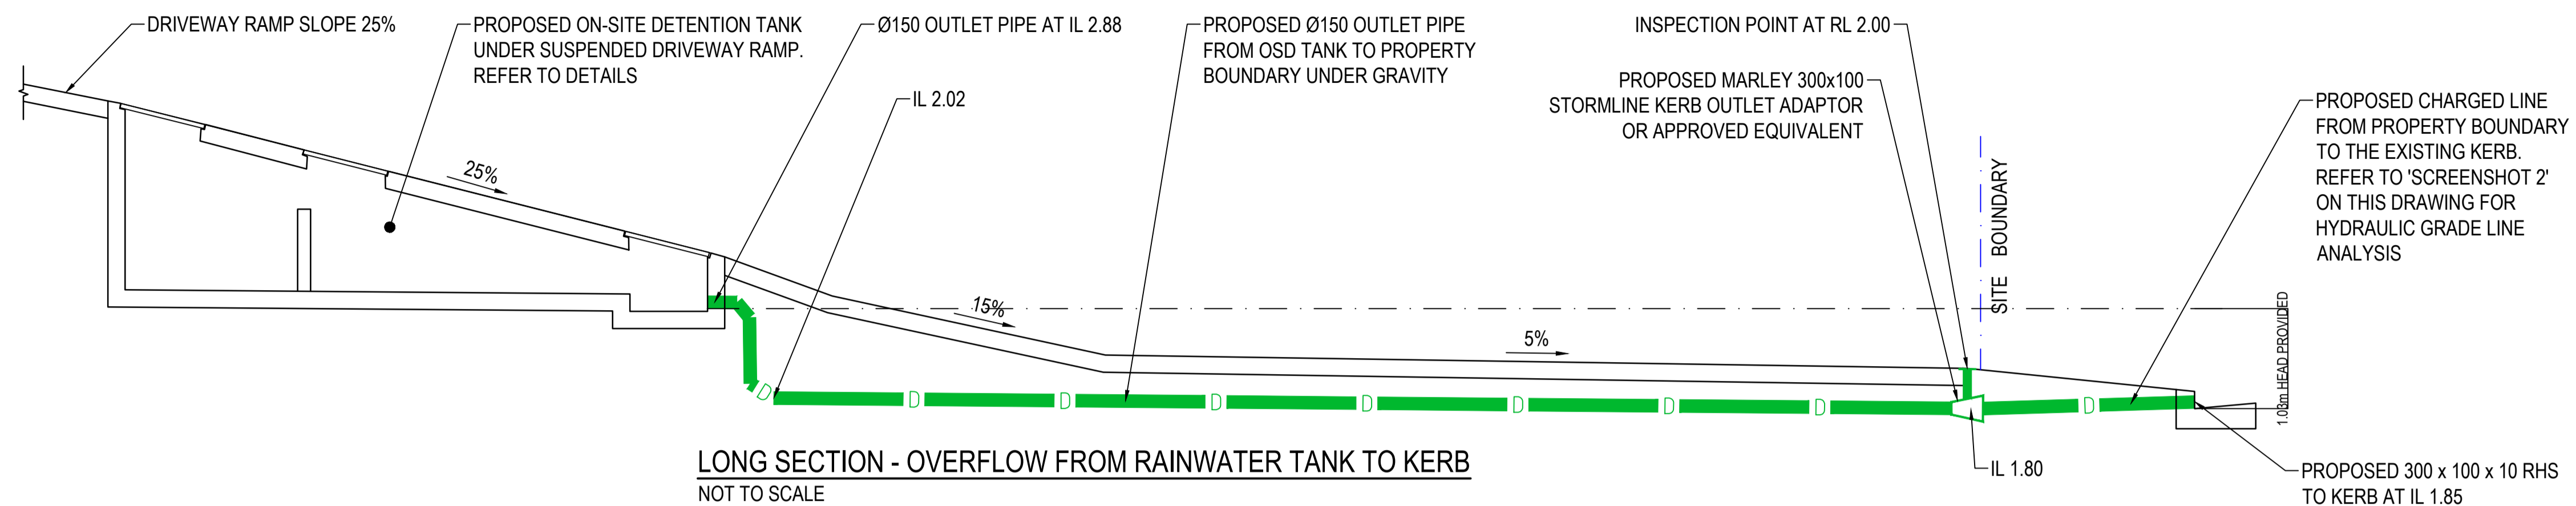 DRIVEWAY RAMP SLOPE 25%
PROPOSED ON-SITE DETENTION TANK
UNDER SUSPENDED DRIVEWAY RAMP.
REFER TO DETAILS
Ø150 OUTLET PIPE AT IL 2.88
IL 2.02
PROPOSED Ø150 OUTLET PIPE
FROM OSD TANK TO PROPERTY
BOUNDARY UNDER GRAVITY
INSPECTION POINT AT RL 2.00
PROPOSED MARLEY 300x100
STORMLINE KERB OUTLET ADAPTOR
OR APPROVED EQUIVALENT
SITE BOUNDARY
PROPOSED CHARGED LINE
FROM PROPERTY BOUNDARY
TO THE EXISTING KERB.
REFER TO 'SCREENSHOT 2'
ON THIS DRAWING FOR
HYDRAULIC GRADE LINE
ANALYSIS
25%
15%
5%
1.03m HEAD PROVIDED
D
D
D
D
D
D
D
D
D
IL 1.80
PROPOSED 300 x 100 x 10 RHS
TO KERB AT IL 1.85
LONG SECTION - OVERFLOW FROM RAINWATER TANK TO KERB
NOT TO SCALE